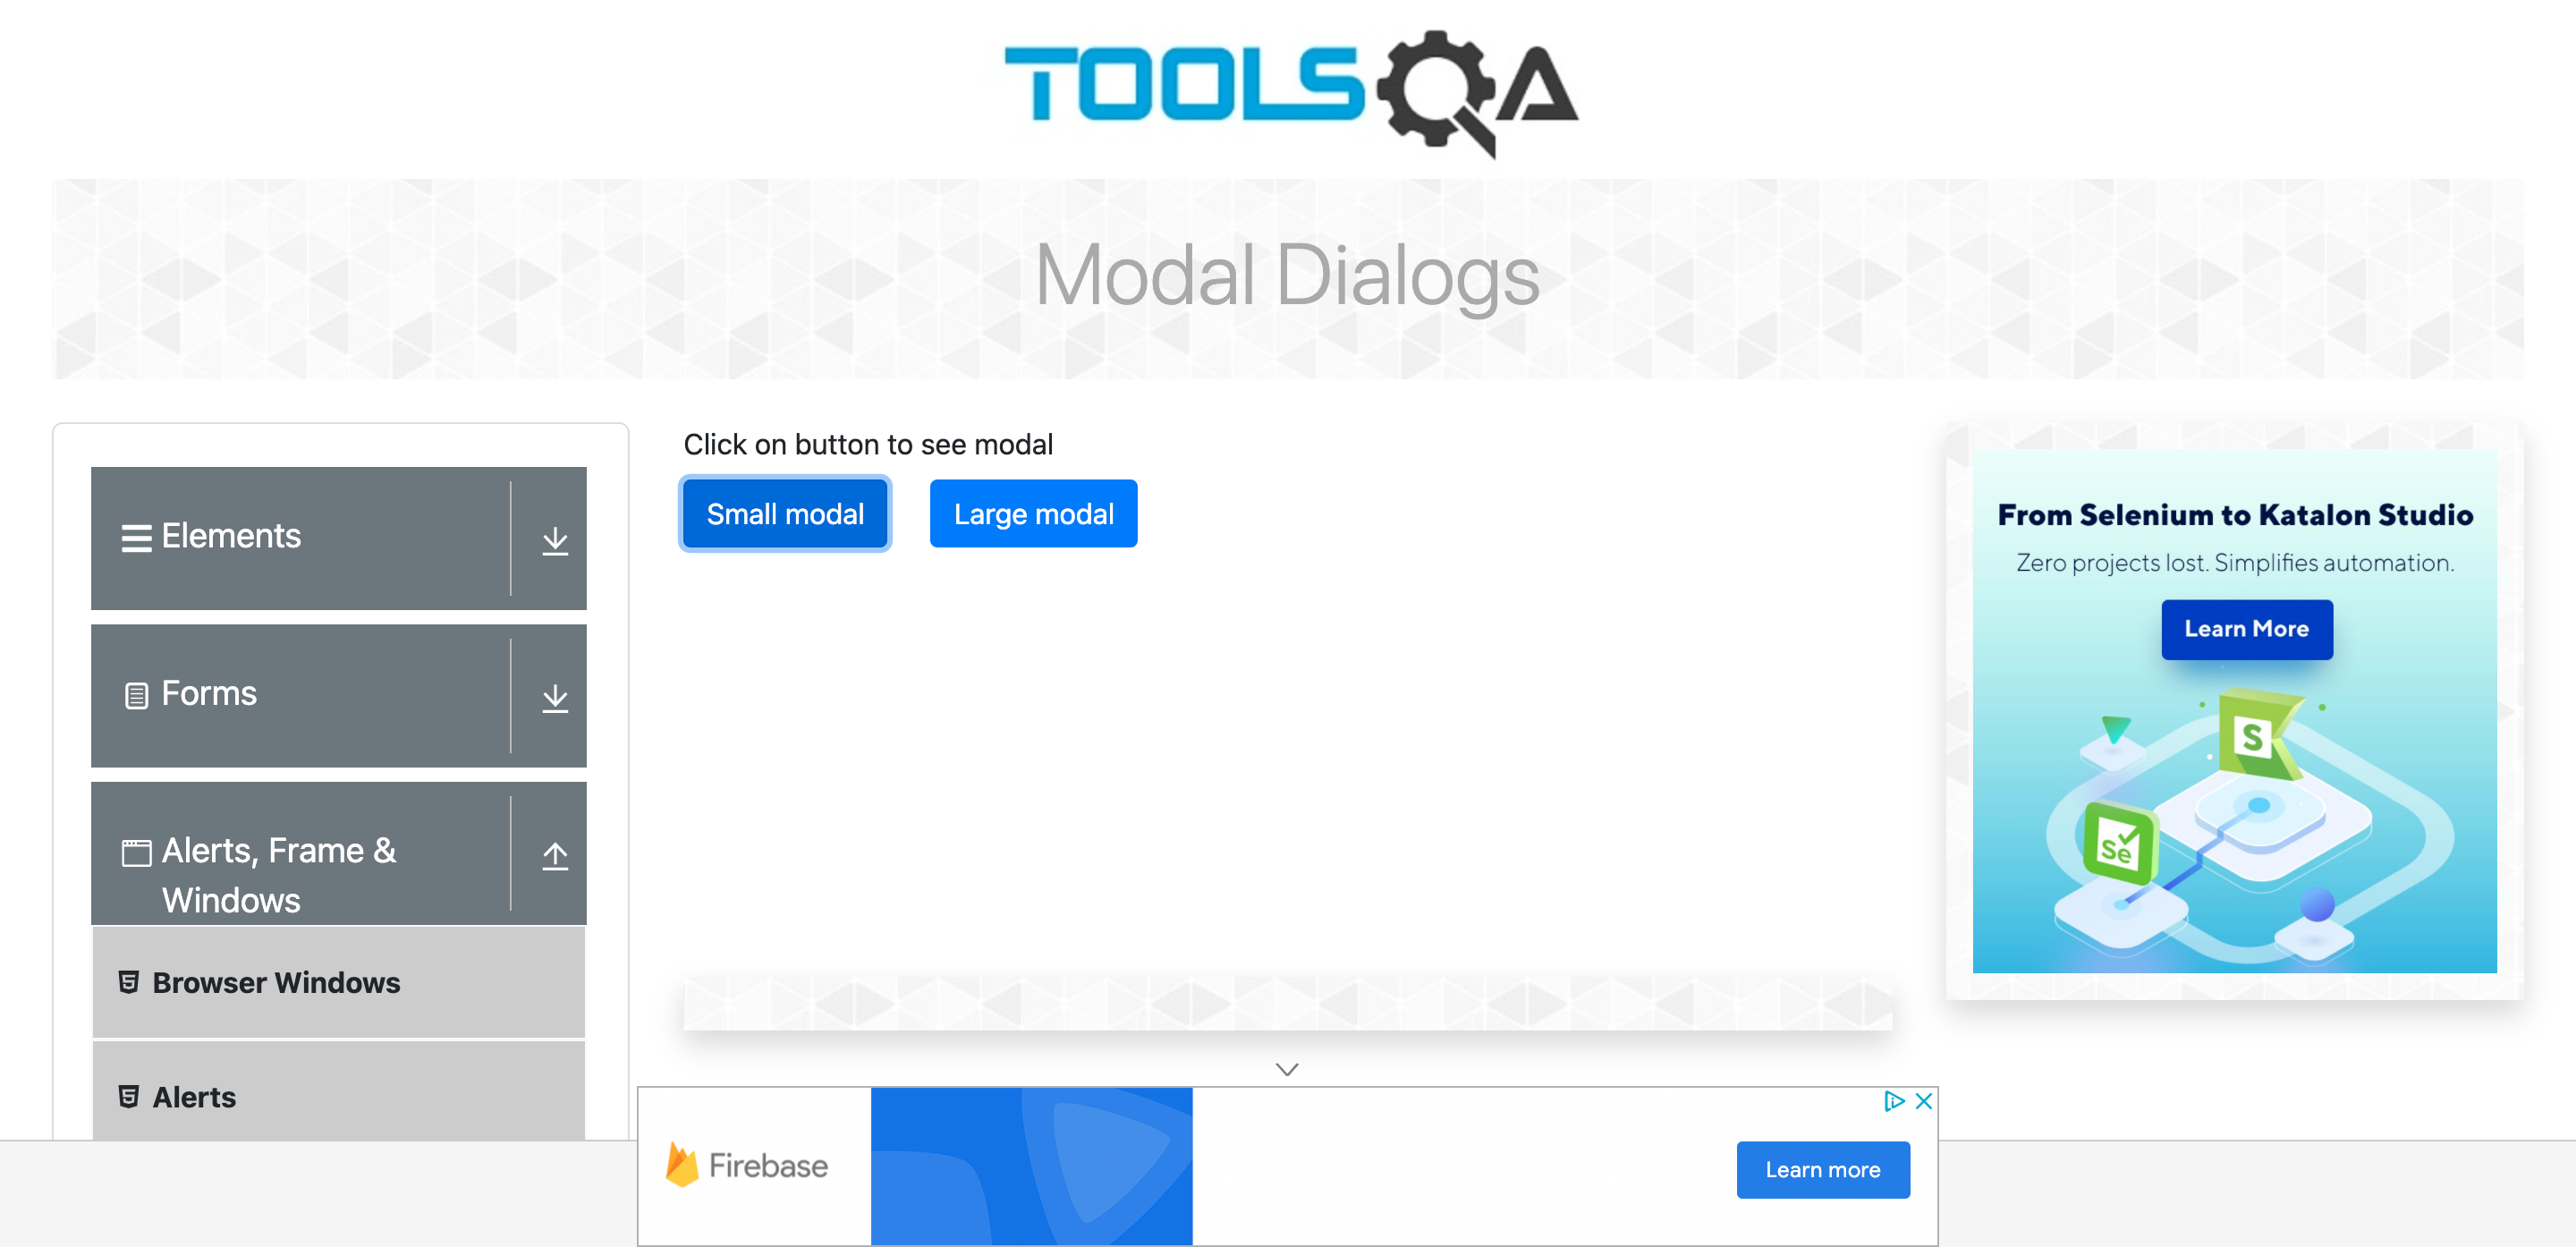 TOOLSQA
Modal Dialogs
Elements
Forms
Alerts, Frame &
Windows
Browser Windows
Alerts
Click on button to see modal
Small modal
Large modal
From Selenium to Katalon Studio
Zero projects lost. Simplifies automation.
Learn More
S
Se
Firebase
Learn more